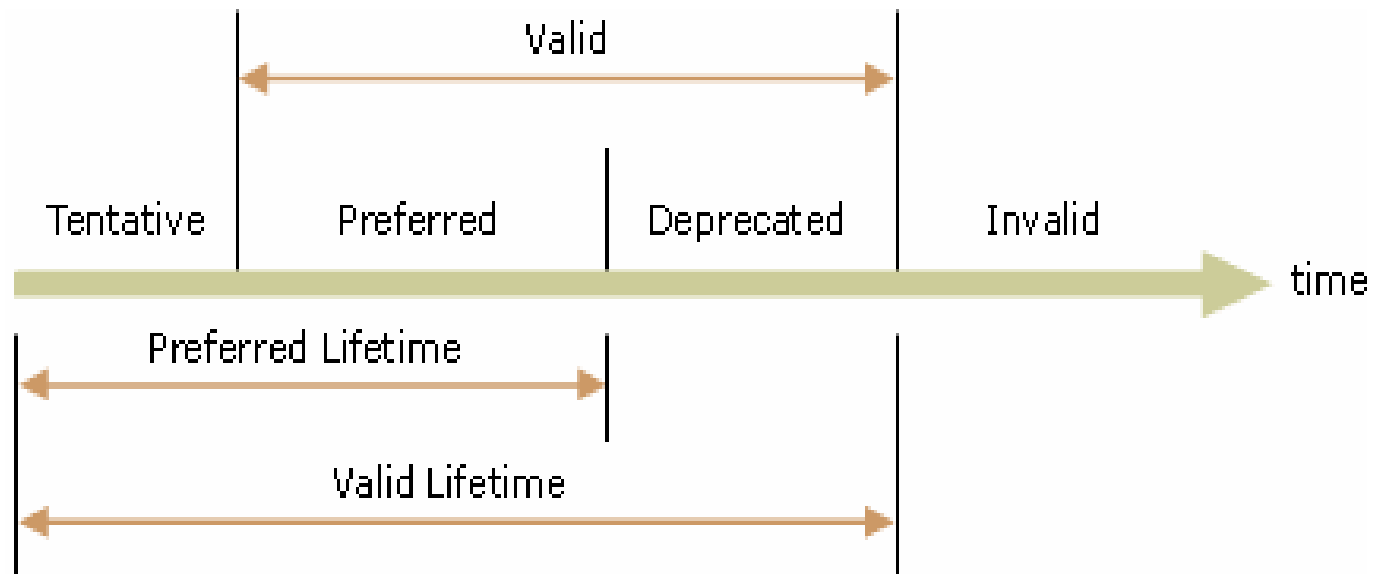 Valid
Tentative
Preferred
Deprecated
Invalid
time
Preferred Lifetime
Valid Lifetime